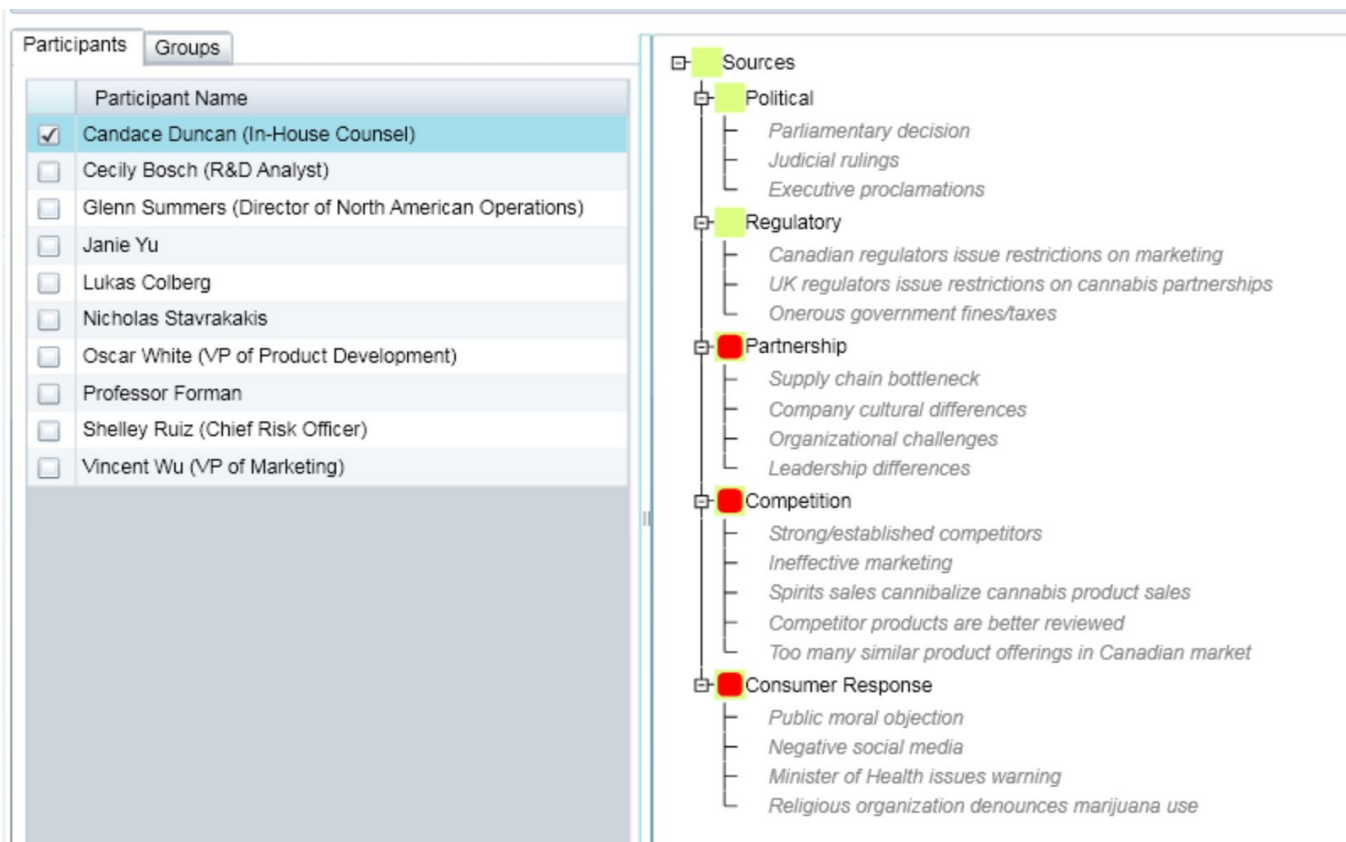 Participants
Groups
Participant Name
Candace Duncan (In-House Counsel)
Cecily Bosch (R&D Analyst)
Glenn Summers (Director of North American Operations)
Janie Yu
Lukas Colberg
Nicholas Stavrakakis
Oscar White (VP of Product Development)
Professor Forman
Shelley Ruiz (Chief Risk Officer)
Vincent Wu (VP of Marketing)
Sources
Political
Parliamentary decision
Judicial rulings
Executive proclamations
Regulatory
Canadian regulators issue restrictions on marketing
UK regulators issue restrictions on cannabis partnerships
Onerous government fines/taxes
Partnership
Supply chain bottleneck
Company cultural differences
Organizational challenges
Leadership differences
Competition
Strong/established competitors
Ineffective marketing
Spirits sales cannibalize cannabis product sales
Competitor products are better reviewed
Too many similar product offerings in Canadian market
Consumer Response
Public moral objection
Negative social media
Minister of Health issues warning
Religious organization denounces marijuana use